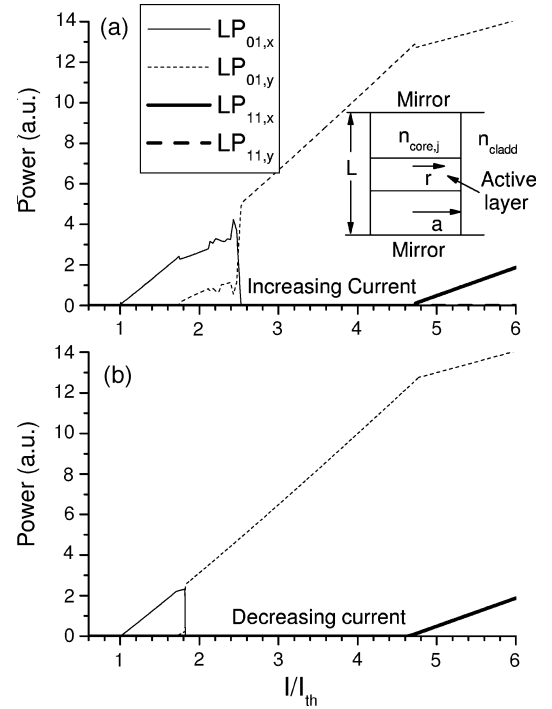 (a)
LP01,x
LP01,y
LP11,x
LP11,y
Power (a.u.)
14
12
10
8
6
4
2
0
Mirror
ncore,j
ncladd
L
r
Active
layer
a
Mirror
Increasing Current
1 2 3 4 5 6
(b)
Power (a.u.)
14
12
10
8
6
4
2
0
Decreasing current
1 2 3 4 5 6
I/Ith